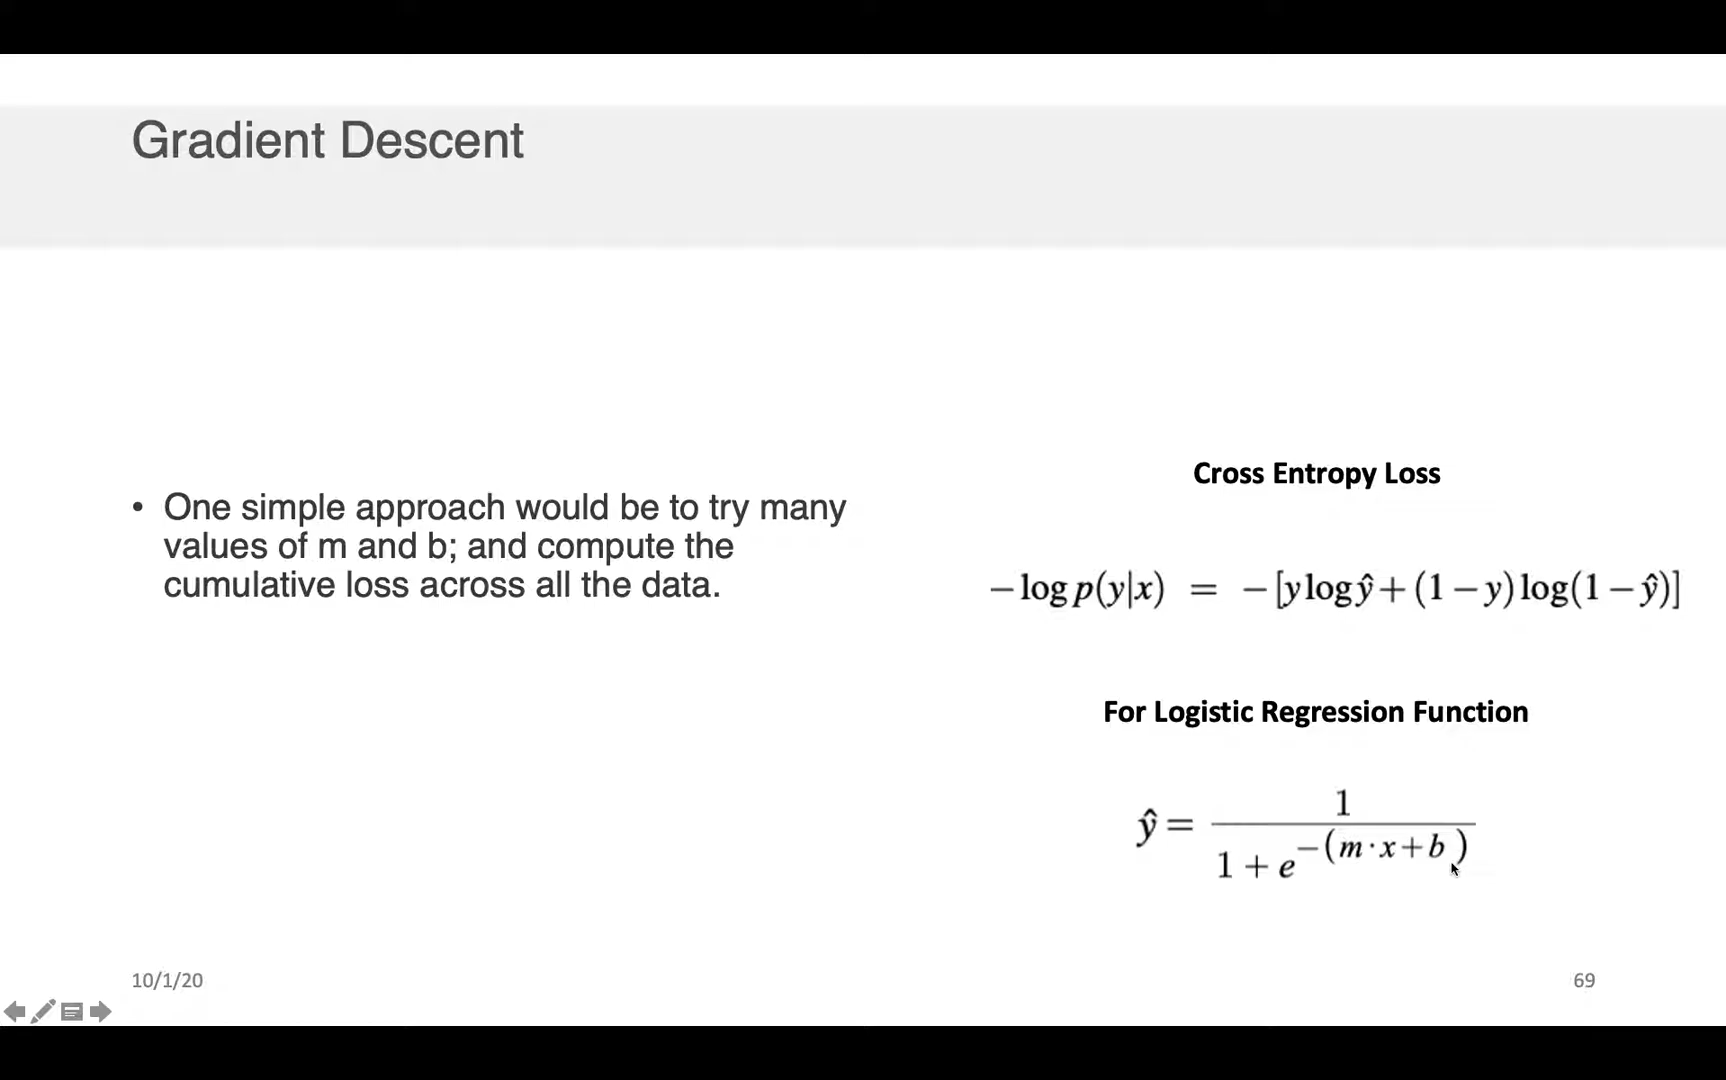 Gradient Descent
• One simple approach would be to try many
values of m and b; and compute the
cumulative loss across all the data.
Cross Entropy Loss
−log p(y|x) = −[y log ŷ + (1 − y) log(1 − ŷ)]
For Logistic Regression Function
ŷ = 1 / 1 + e^−(m · x + b)
10/1/20
69